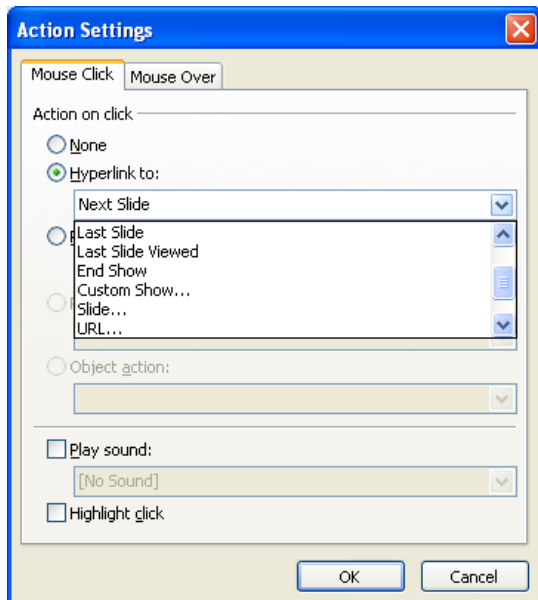 Action Settings
Mouse Click
Mouse Over
Action on click
None
Hyperlink to:
Next Slide
Last Slide
Last Slide Viewed
End Show
Custom Show...
Slide...
URL...
Object action:
Play sound:
[No Sound]
Highlight click
OK
Cancel